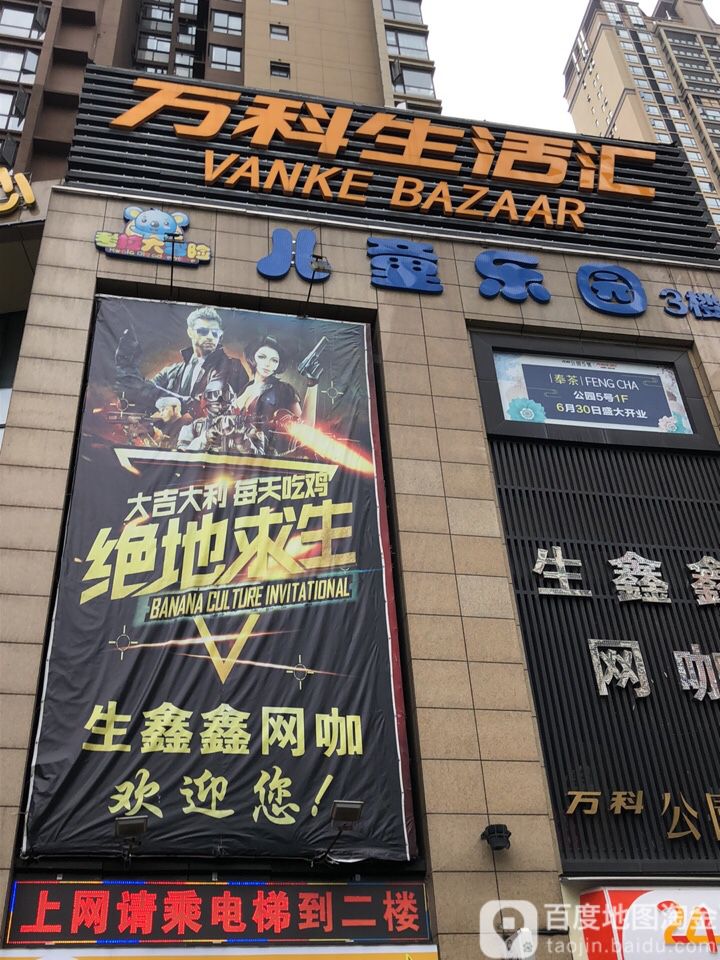 万科生活汇
VANKE BAZAAR
儿童乐园 3楼
奉茶 FENG CHA
公园5号1F
6月30日盛大开业
大吉大利 每天吃鸡
绝地求生
BANANA CULTURE INVITATIONAL
生鑫鑫网咖
欢迎您!
生鑫鑫
网咖
万科 公园
上网请乘电梯到二楼
百度地图淘金
taojin.baidu.com